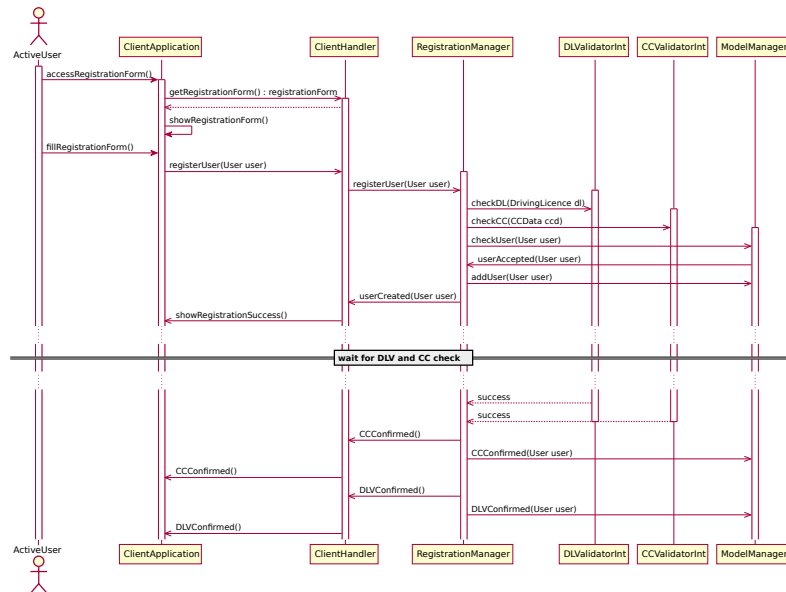 ActiveUser
ClientApplication
ClientHandler
RegistrationManager
DLValidatorInt
CCValidatorInt
ModelManager
accessRegistrationForm()
getRegistrationForm() : registrationForm
showRegistrationForm()
fillRegistrationForm()
registerUser(User user)
registerUser(User user)
checkDL(DrivingLicence dl)
checkCC(CCData ccd)
checkUser(User user)
userAccepted(User user)
addUser(User user)
userCreated(User user)
showRegistrationSuccess()
wait for DLV and CC check
success
success
CCConfirmed()
CCConfirmed(User user)
CCConfirmed()
DLVConfirmed()
DLVConfirmed(User user)
DLVConfirmed()
ActiveUser
ClientApplication
ClientHandler
RegistrationManager
DLValidatorInt
CCValidatorInt
ModelManager